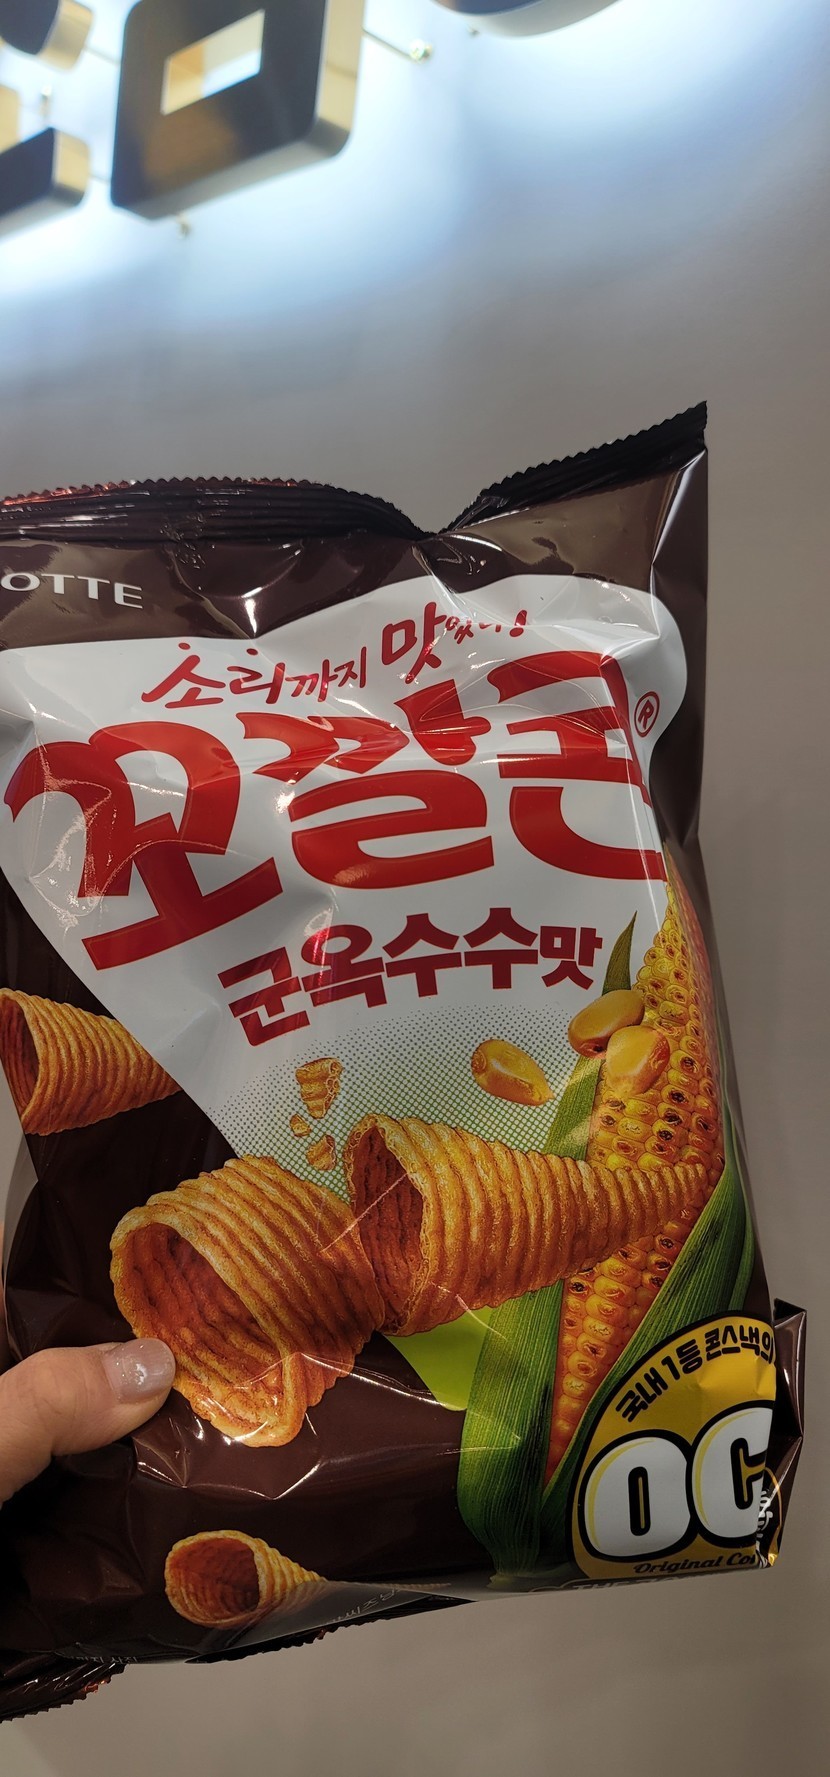 OTTE
소리까지 맛있다!
꼬깔콘®
군옥수수맛
국내 1등 콘스낵의
OC
Original Co